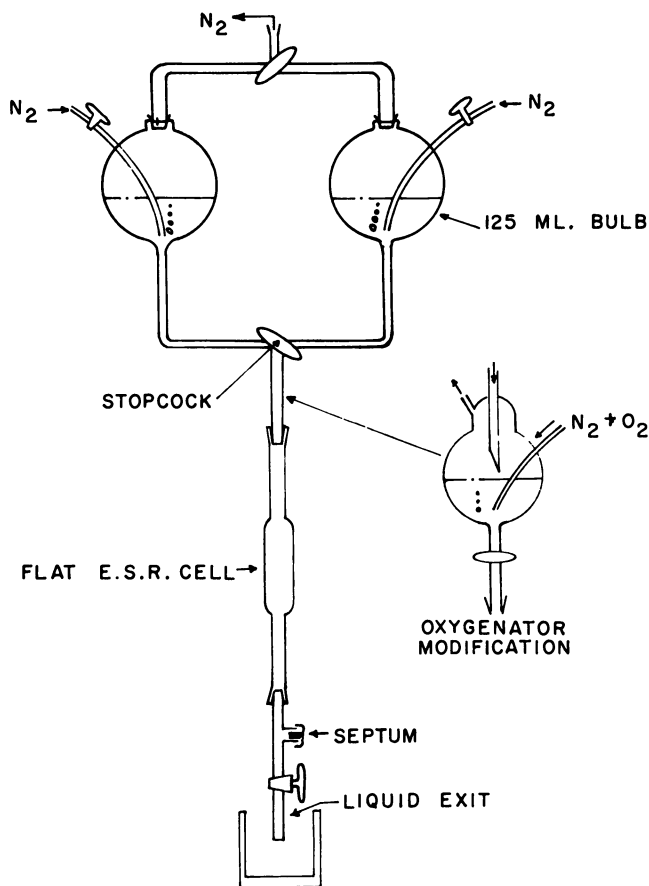 N2
N2
N2
125 ML. BULB
STOPCOCK
N2 + O2
FLAT E.S.R. CELL
OXYGENATOR
MODIFICATION
SEPTUM
LIQUID EXIT